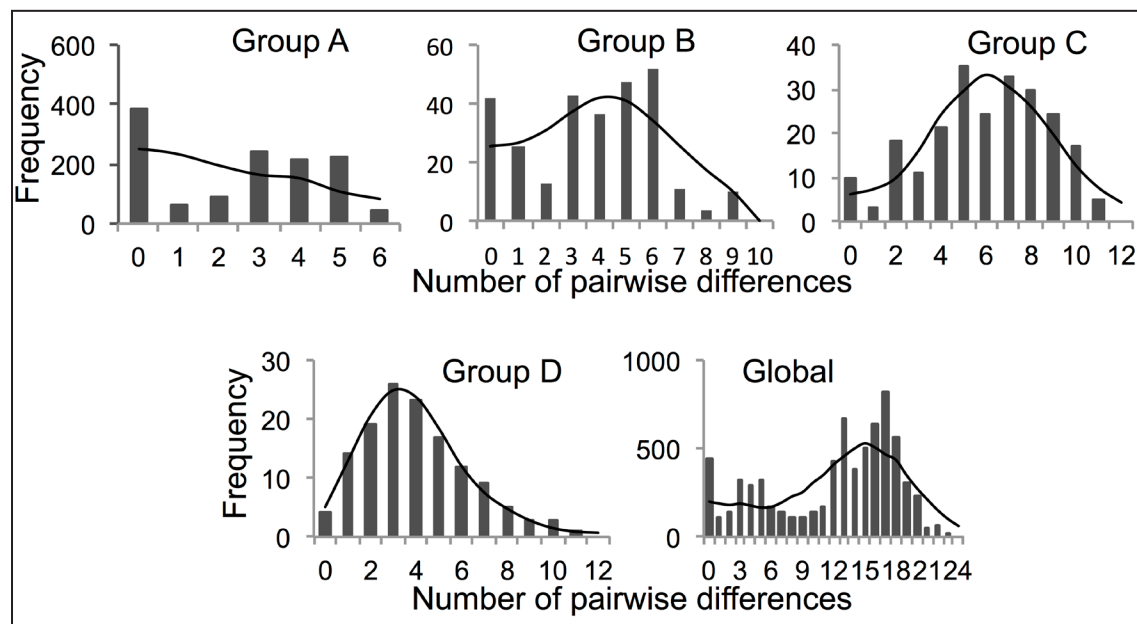 Group A
Group B
Group C
600
400
200
0
60
40
20
0
40
30
20
10
0
Frequency
0 1 2 3 4 5 6
0 1 2 3 4 5 6 7 8 9 10
0 2 4 6 8 10 12
Number of pairwise differences
Group D
Global
30
20
10
0
1000
500
0
Frequency
0 2 4 6 8 10 12
0 3 6 9 12 15 18 21 24
Number of pairwise differences